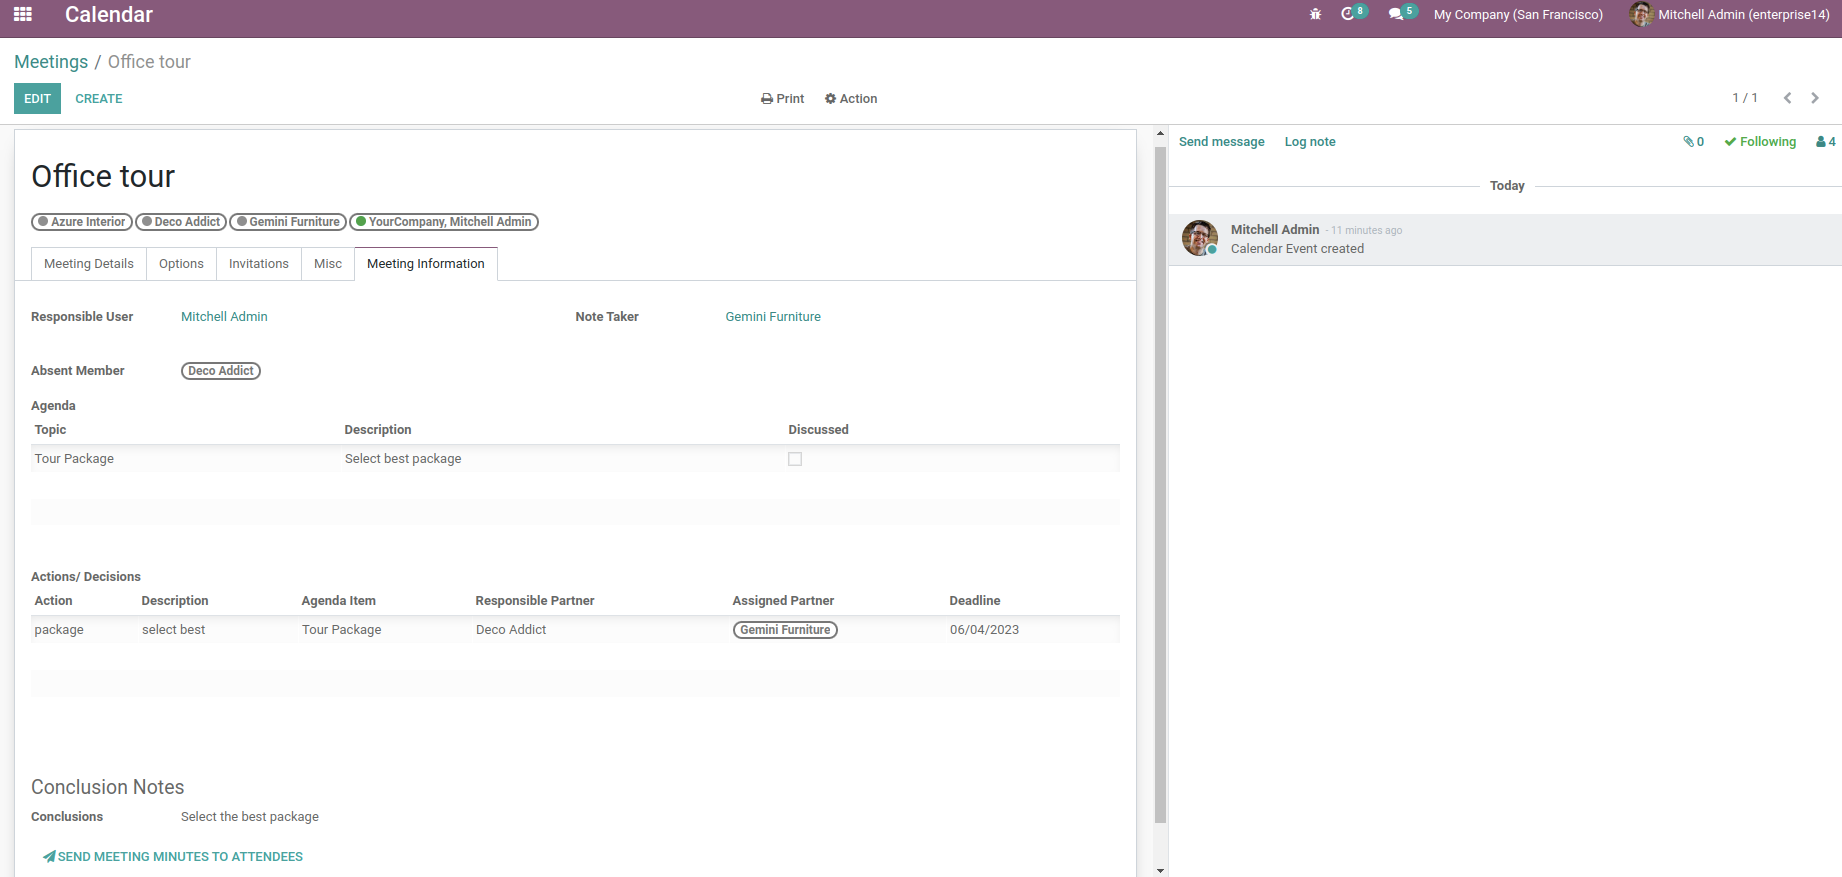 Calendar
8
5
My Company (San Francisco)
Mitchell Admin (enterprise14)
Meetings / Office tour
EDIT
CREATE
Print
Action
1 / 1
Office tour
Azure Interior
Deco Addict
Gemini Furniture
YourCompany, Mitchell Admin
Meeting Details
Options
Invitations
Misc
Meeting Information
Responsible User
Mitchell Admin
Note Taker
Gemini Furniture
Absent Member
Deco Addict
Agenda
Topic
Description
Discussed
Tour Package
Select best package
Actions/ Decisions
Action
Description
Agenda Item
Responsible Partner
Assigned Partner
Deadline
package
select best
Tour Package
Deco Addict
Gemini Furniture
06/04/2023
Conclusion Notes
Conclusions
Select the best package
SEND MEETING MINUTES TO ATTENDEES
Send message
Log note
0
Following
4
Today
Mitchell Admin - 11 minutes ago
Calendar Event created